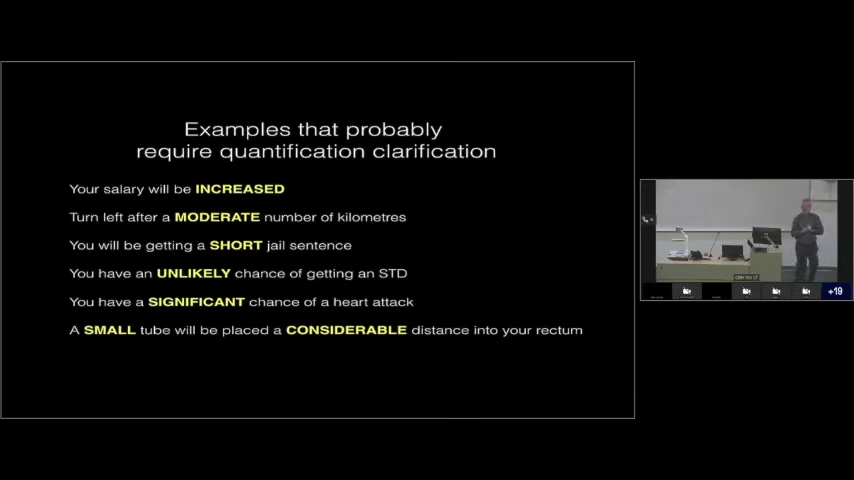 Examples that probably
require quantification clarification
Your salary will be INCREASED
Turn left after a MODERATE number of kilometres
You will be getting a SHORT jail sentence
You have an UNLIKELY chance of getting an STD
You have a SIGNIFICANT chance of a heart attack
A SMALL tube will be placed a CONSIDERABLE distance into your rectum
+19